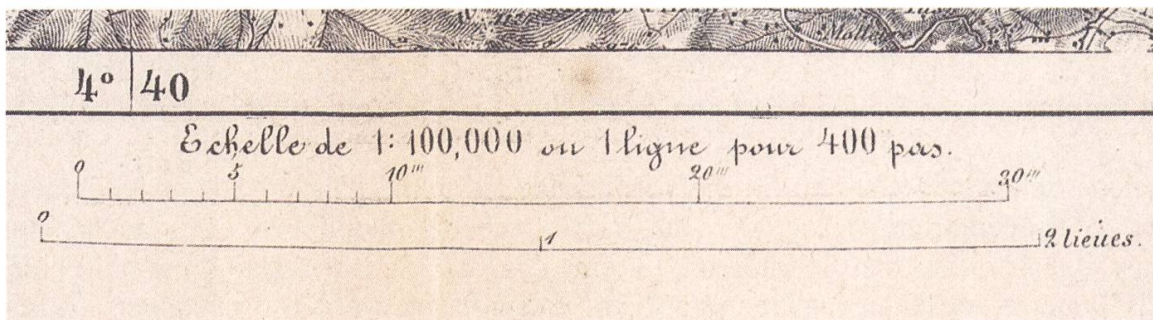 Mollettes
4° 40
Echelle de 1:100,000 ou 1 ligne pour 400 pas.
0 5 10''' 20''' 30'''
0 1 2 lieues.